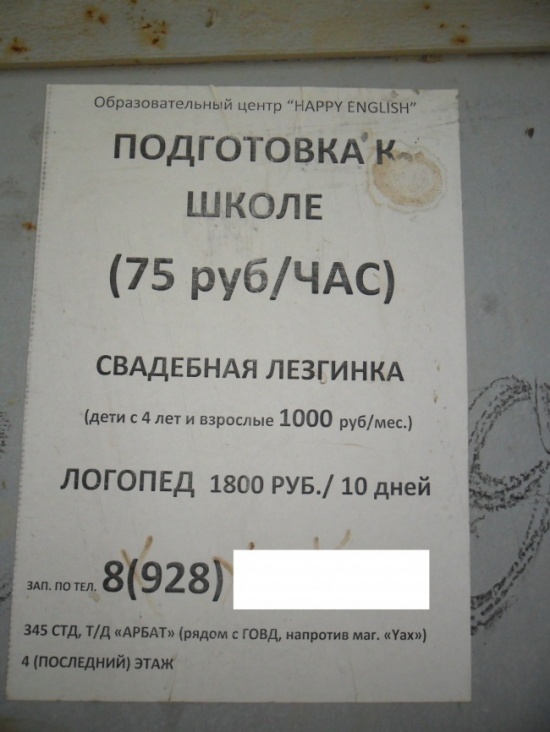 Образовательный центр "HAPPY ENGLISH"
ПОДГОТОВКА К
ШКОЛЕ
(75 руб/ЧАС)
СВАДЕБНАЯ ЛЕЗГИНКА
(дети с 4 лет и взрослые 1000 руб/мес.)
ЛОГОПЕД 1800 РУБ./ 10 дней
ЗАП. ПО ТЕЛ. 8(928)
345 СТД, Т/Д «АРБАТ» (рядом с ГОВД, напротив маг. «Yax»)
4 (ПОСЛЕДНИЙ) ЭТАЖ